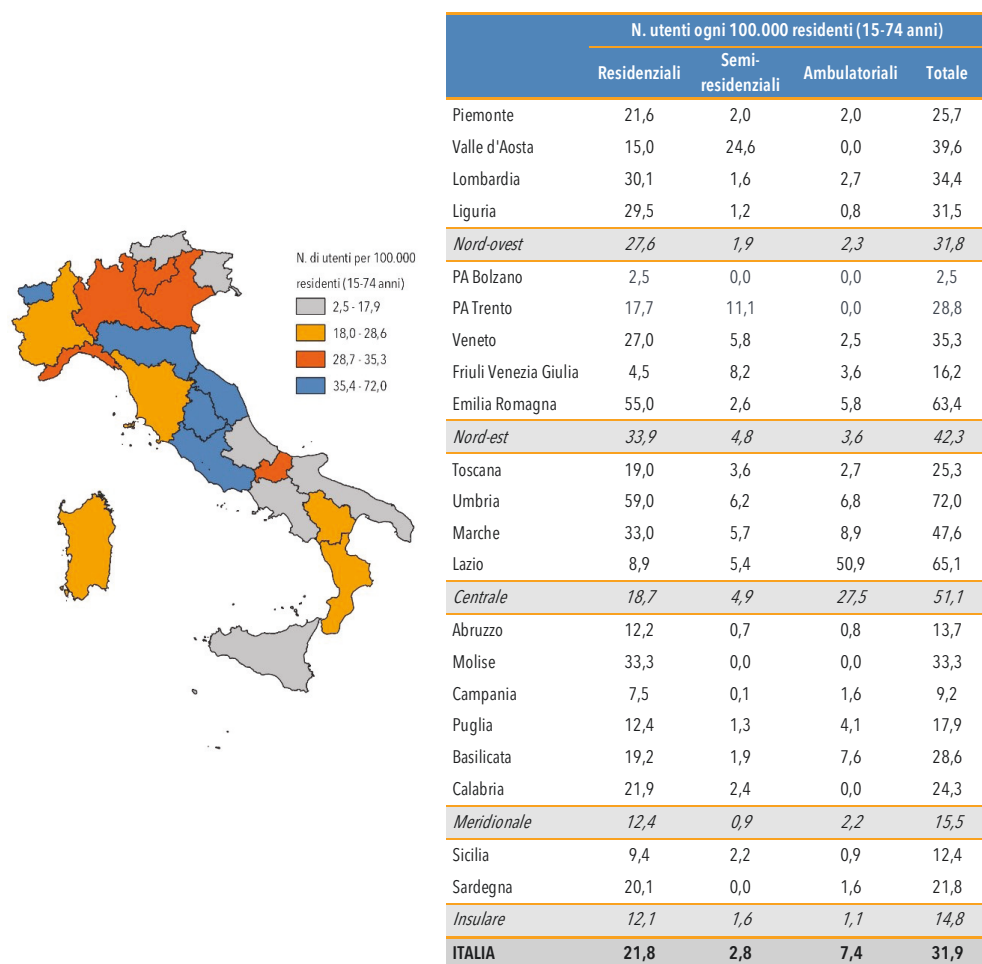 N. di utenti per 100.000
residenti (15-74 anni)
2,5 - 17,9
18,0 - 28,6
28,7 - 35,3
35,4 - 72,0
N. utenti ogni 100.000 residenti (15-74 anni)
Residenziali Semi-residenziali Ambulatoriali Totale
Piemonte 21,6 2,0 2,0 25,7
Valle d'Aosta 15,0 24,6 0,0 39,6
Lombardia 30,1 1,6 2,7 34,4
Liguria 29,5 1,2 0,8 31,5
Nord-ovest 27,6 1,9 2,3 31,8
PA Bolzano 2,5 0,0 0,0 2,5
PA Trento 17,7 11,1 0,0 28,8
Veneto 27,0 5,8 2,5 35,3
Friuli Venezia Giulia 4,5 8,2 3,6 16,2
Emilia Romagna 55,0 2,6 5,8 63,4
Nord-est 33,9 4,8 3,6 42,3
Toscana 19,0 3,6 2,7 25,3
Umbria 59,0 6,2 6,8 72,0
Marche 33,0 5,7 8,9 47,6
Lazio 8,9 5,4 50,9 65,1
Centrale 18,7 4,9 27,5 51,1
Abruzzo 12,2 0,7 0,8 13,7
Molise 33,3 0,0 0,0 33,3
Campania 7,5 0,1 1,6 9,2
Puglia 12,4 1,3 4,1 17,9
Basilicata 19,2 1,9 7,6 28,6
Calabria 21,9 2,4 0,0 24,3
Meridionale 12,4 0,9 2,2 15,5
Sicilia 9,4 2,2 0,9 12,4
Sardegna 20,1 0,0 1,6 21,8
Insulare 12,1 1,6 1,1 14,8
ITALIA 21,8 2,8 7,4 31,9